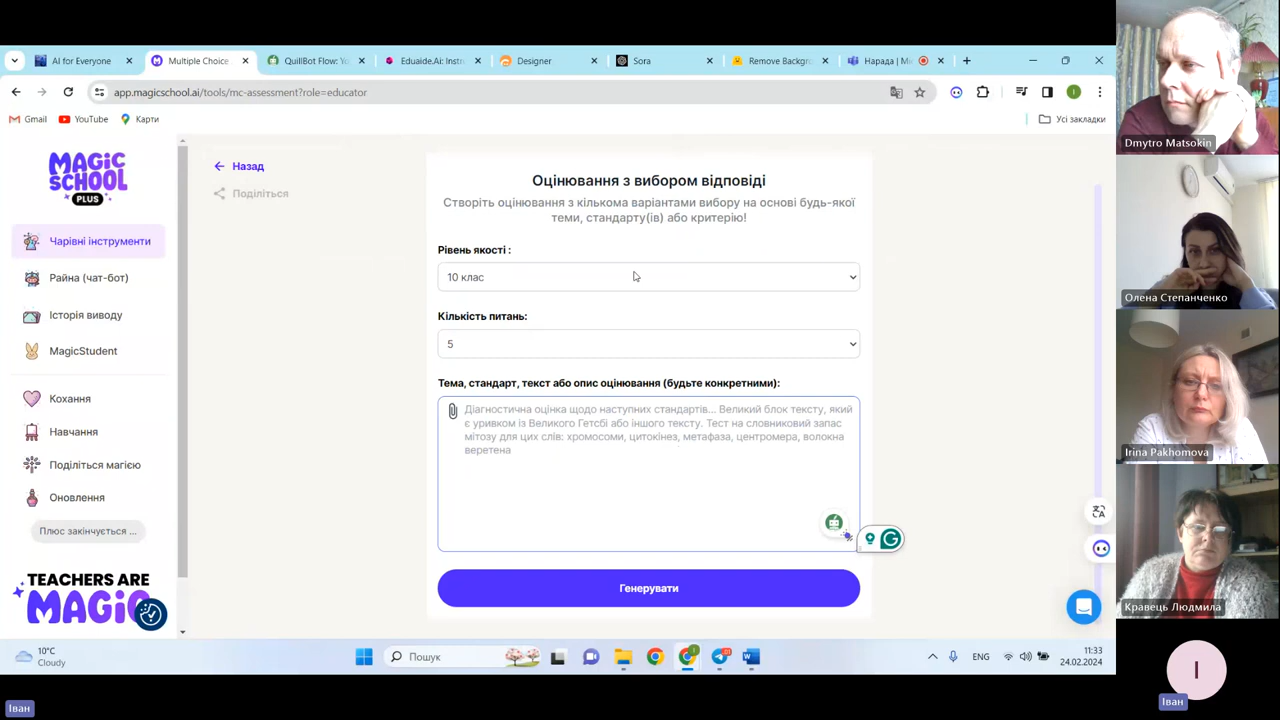 AI for Everyone
Multiple Choice
QuillBot Flow: Yo
Eduaide.Ai: Instr
Designer
Sora
Remove Backgro
Нарада | Mi
app.magicschool.ai/tools/mc-assessment?role=educator
Gmail
YouTube
Карти
Усі закладки
MAGIC
SCHOOL
PLUS
Чарівні інструменти
Райна (чат-бот)
Історія виводу
MagicStudent
Кохання
Навчання
Поділіться магією
Оновлення
Плюс закінчується ...
TEACHERS ARE
MAGIC
Назад
Поділіться
Оцінювання з вибором відповіді
Створіть оцінювання з кількома варіантами вибору на основі будь-якої
теми, стандарту(ів) або критерію!
Рівень якості :
10 клас
Кількість питань:
5
Тема, стандарт, текст або опис оцінювання (будьте конкретними):
Діагностична оцінка щодо наступних стандартів... Великий блок тексту, який
є уривком із Великого Гетсбі або іншого тексту. Тест на словниковий запас
мітозу для цих слів: хромосоми, цитокінез, метафаза, центромера, волокна
веретена
Генерувати
10°C
Cloudy
Пошук
ENG
11:33
24.02.2024
Іван
Dmytro Matsokin
Олена Степанченко
Irina Pakhomova
Кравець Людмила
І
Іван